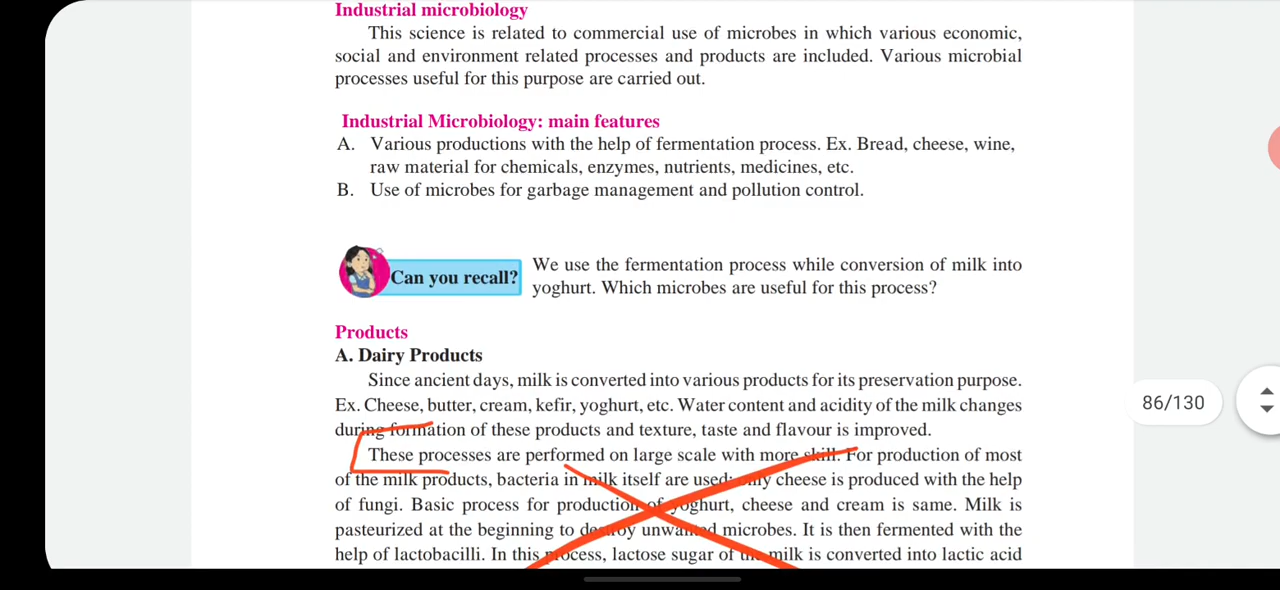 Industrial microbiology
This science is related to commercial use of microbes in which various economic,
social and environment related processes and products are included. Various microbial
processes useful for this purpose are carried out.
Industrial Microbiology: main features
A. Various productions with the help of fermentation process. Ex. Bread, cheese, wine,
raw material for chemicals, enzymes, nutrients, medicines, etc.
B. Use of microbes for garbage management and pollution control.
Can you recall?
We use the fermentation process while conversion of milk into
yoghurt. Which microbes are useful for this process?
Products
A. Dairy Products
Since ancient days, milk is converted into various products for its preservation purpose.
Ex. Cheese, butter, cream, kefir, yoghurt, etc. Water content and acidity of the milk changes
during formation of these products and texture, taste and flavour is improved.
These processes are performed on large scale with more skill. For production of most
of the milk products, bacteria in milk itself are used; only cheese is produced with the help
of fungi. Basic process for production of yoghurt, cheese and cream is same. Milk is
pasteurized at the beginning to destroy unwanted microbes. It is then fermented with the
help of lactobacilli. In this process, lactose sugar of the milk is converted into lactic acid
86/130